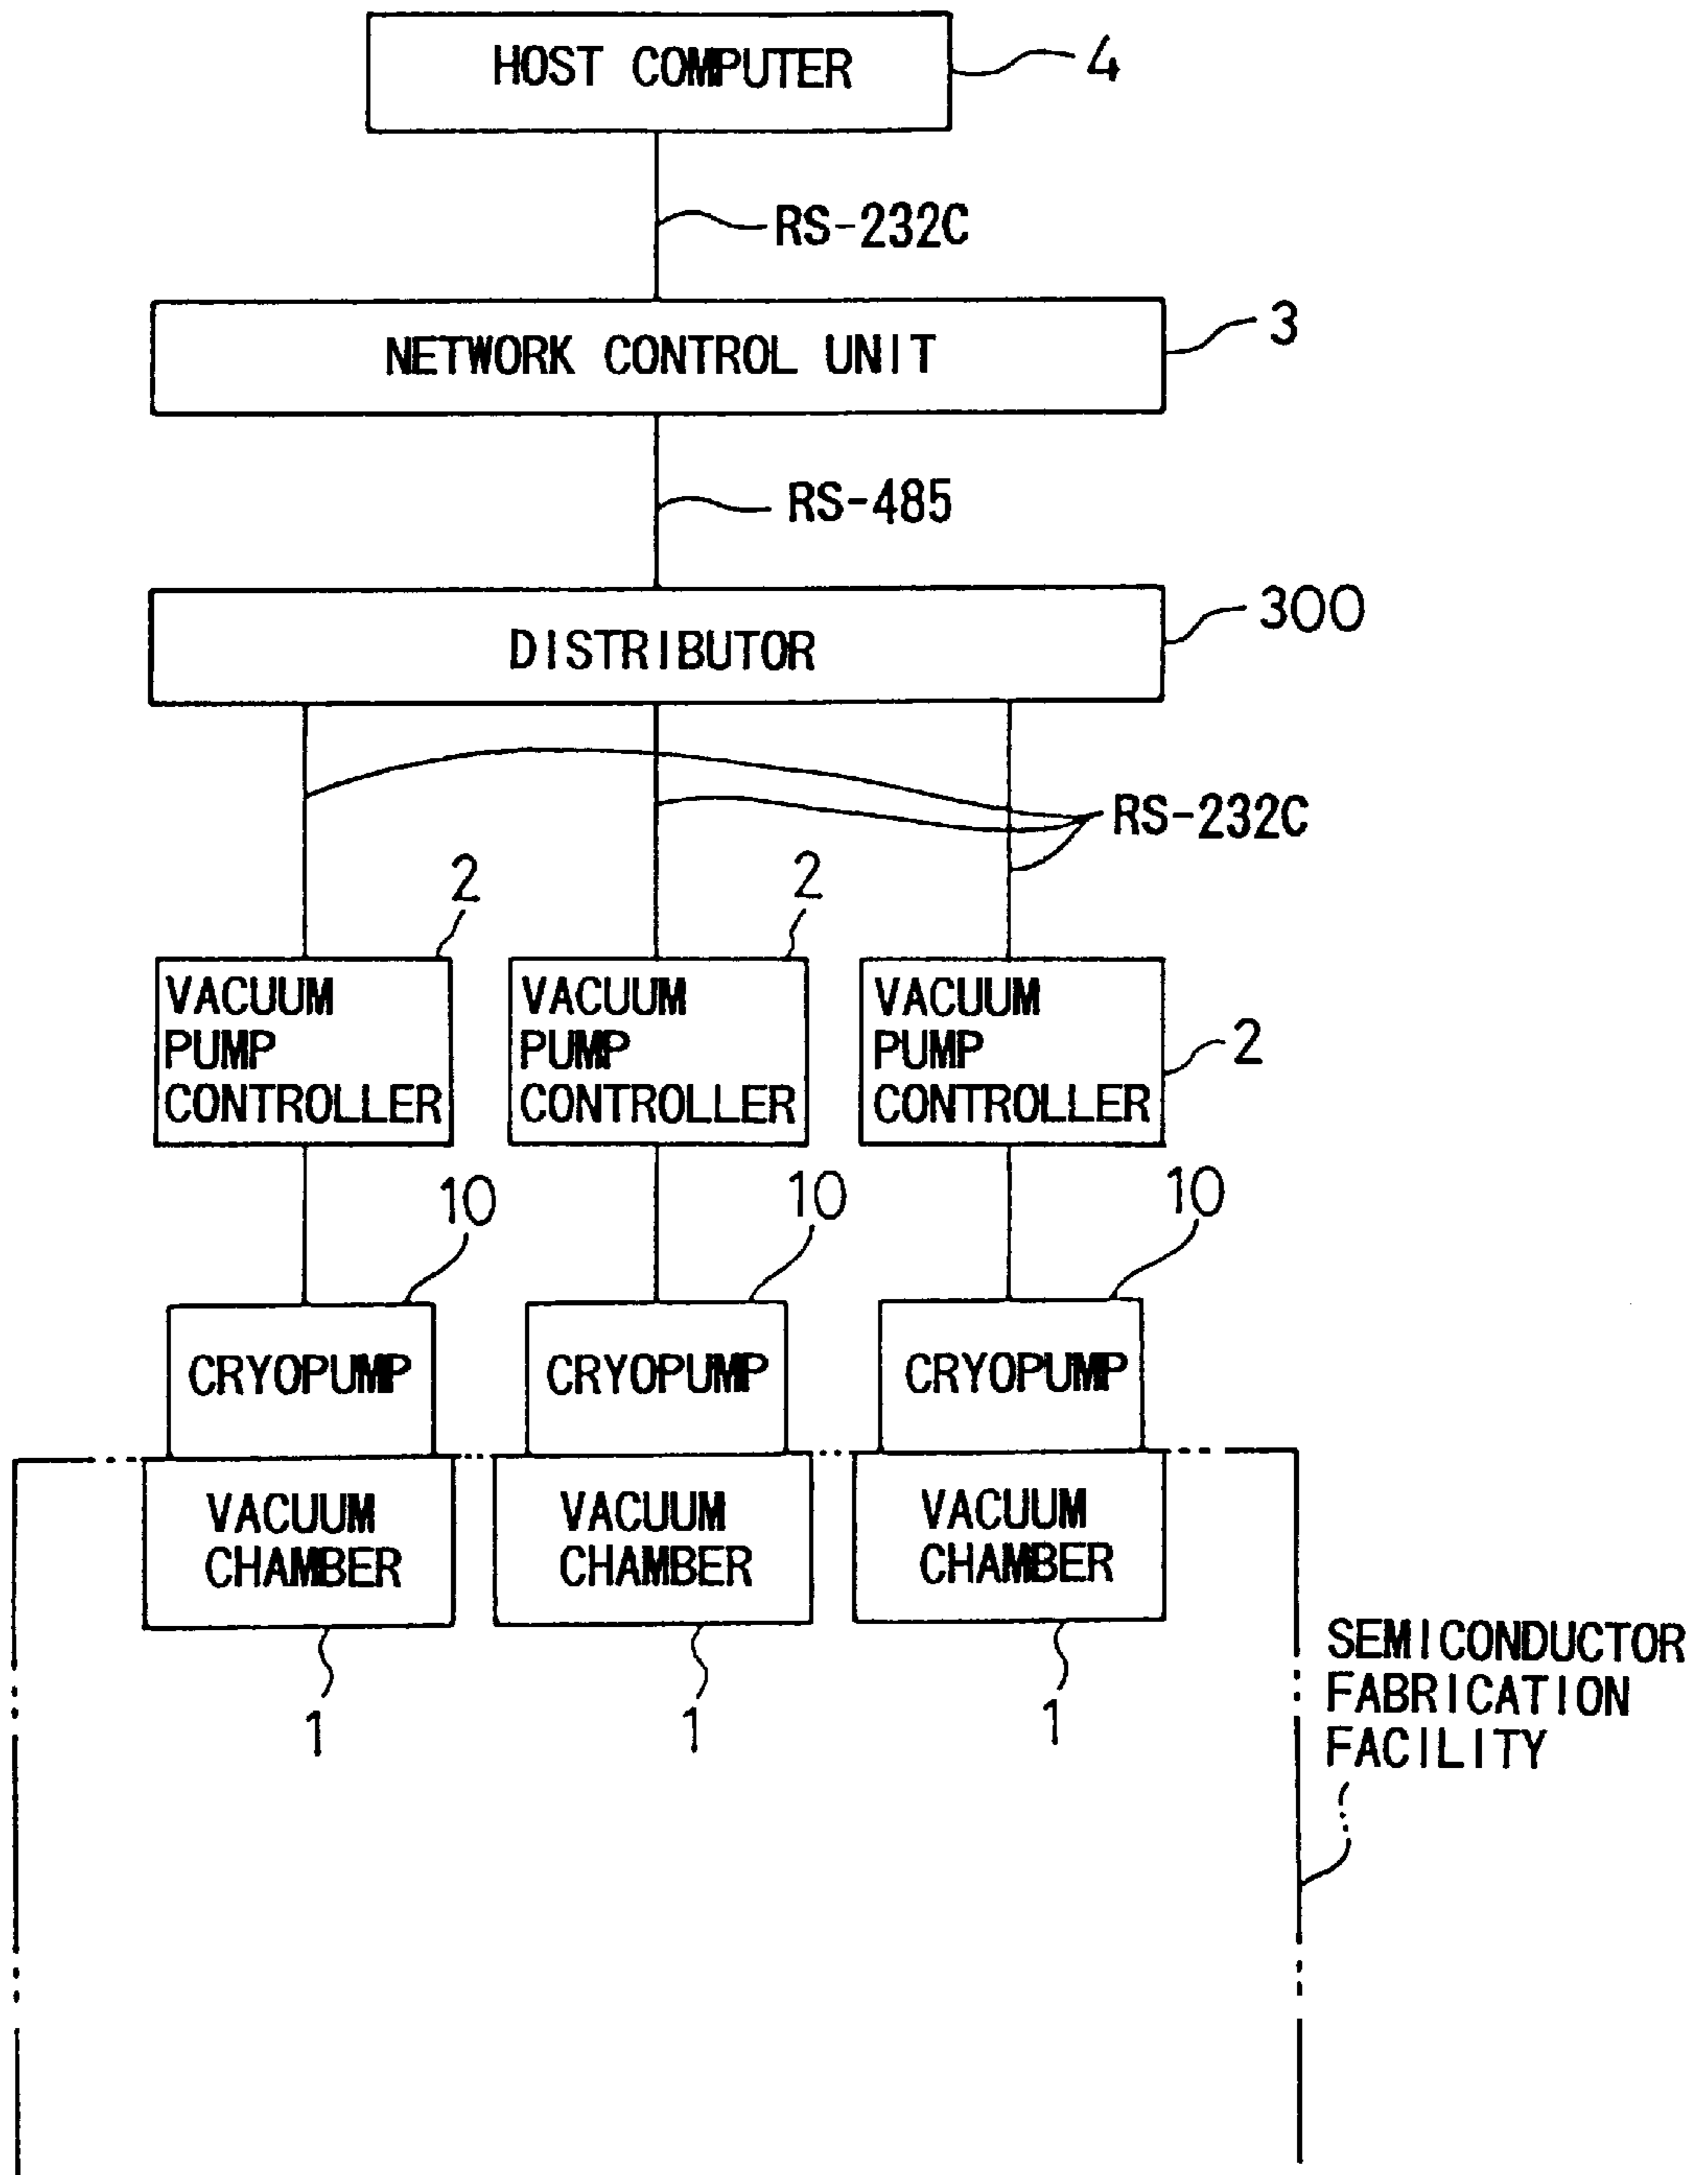 HOST COMPUTER
4
RS-232C
NETWORK CONTROL UNIT
3
RS-485
DISTRIBUTOR
300
RS-232C
2
2
VACUUM
PUMP
CONTROLLER
VACUUM
PUMP
CONTROLLER
VACUUM
PUMP
CONTROLLER
2
10
10
10
CRYOPUMP
CRYOPUMP
CRYOPUMP
VACUUM
CHAMBER
VACUUM
CHAMBER
VACUUM
CHAMBER
1
1
1
SEMICONDUCTOR
FABRICATION
FACILITY